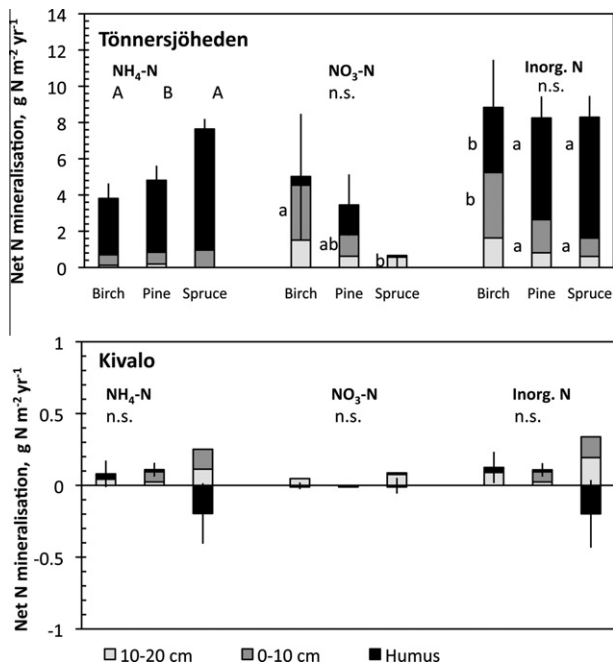 Net N mineralisation, g N m⁻² yr⁻¹
14
12
10
8
6
4
2
0
Tönnersjöheden
NH₄-N
A B A
NO₃-N
n.s.
a
ab
b
Inorg. N
n.s.
b a a
b a a
Birch Pine Spruce Birch Pine Spruce Birch Pine Spruce
Net N mineralisation, g N m⁻² yr⁻¹
1
0.5
0
-0.5
-1
Kivalo
NH₄-N
n.s.
NO₃-N
n.s.
Inorg. N
n.s.
10-20 cm 0-10 cm Humus